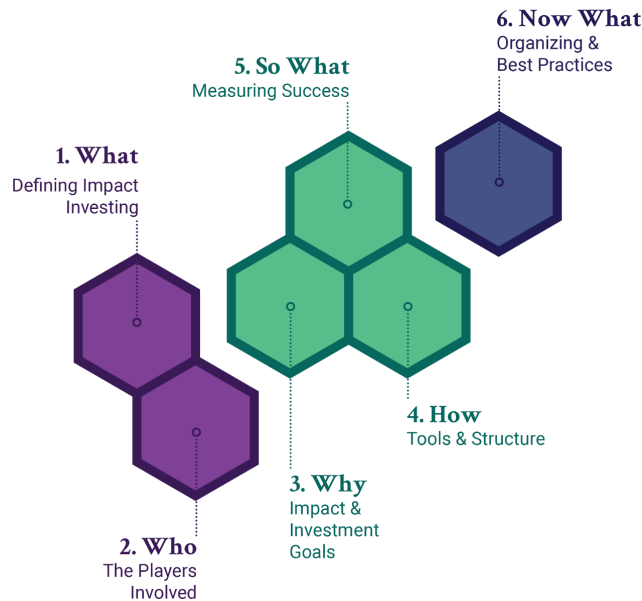 1. What
Defining Impact
Investing
2. Who
The Players
Involved
3. Why
Impact &
Investment
Goals
4. How
Tools & Structure
5. So What
Measuring Success
6. Now What
Organizing &
Best Practices